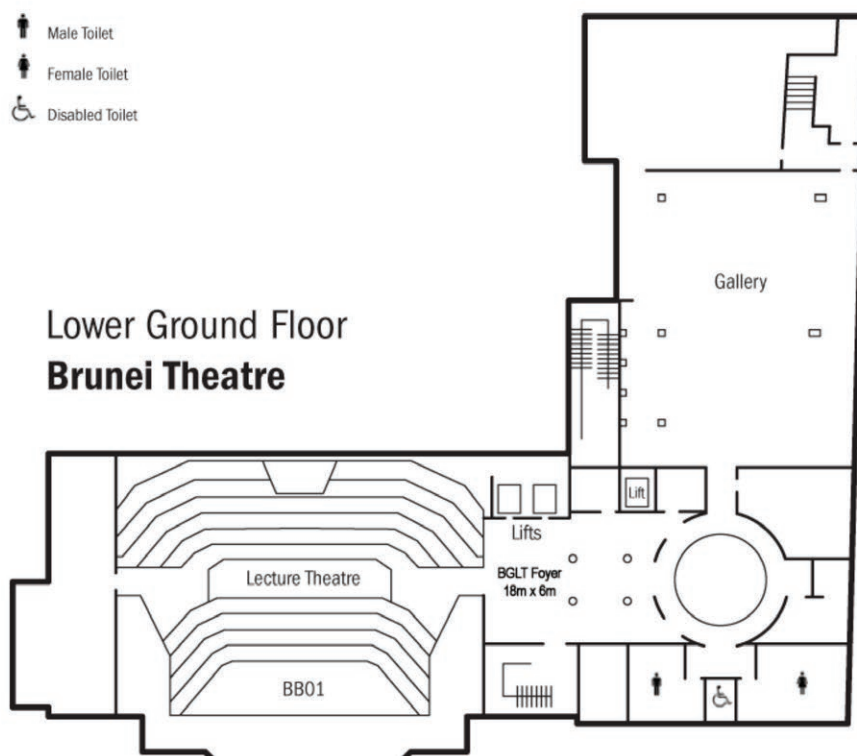 Male Toilet
Female Toilet
Disabled Toilet
Lower Ground Floor
Brunei Theatre
Gallery
Lift
Lifts
BGLT Foyer
18m x 6m
Lecture Theatre
BB01